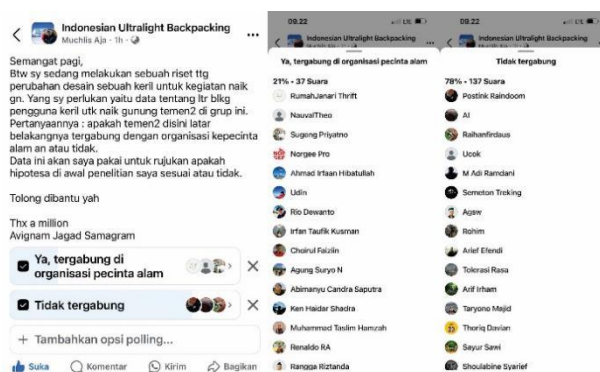 Indonesian Ultralight Backpacking
Muchlis Aja · 1h ·
Semangat pagi,
Btw sy sedang melakukan sebuah riset ttg
perubahan desain sebuah keril untuk kegiatan naik
gn. Yang sy perlukan yaitu data tentang ltr blkg
pengguna keril utk naik gunung temen2 di grup ini.
Pertanyaannya : apakah temen2 disini latar
belakangnya tergabung dengan organisasi kepecinta
alam an atau tidak.
Data ini akan saya pakai untuk rujukan apakah
hipotesa di awal penelitian saya sesuai atau tidak.
Tolong dibantu yah
Thx a million
Avignam Jagad Samagram
Ya, tergabung di
organisasi pecinta alam
Tidak tergabung
+ Tambahkan opsi polling...
Suka
Komentar
Kirim
Bagikan
09.22
LTE
Indonesian Ultralight Backpacking
Ya, tergabung di organisasi pecinta alam
21% • 37 Suara
RumahJanari Thrift
NauvalTheo
Sugeng Priyatno
Norgee Pro
Ahmad Irfaan Hibatullah
Udin
Rio Dewanto
Irfan Taufik Kusman
Choirul Faizlin
Agung Suryo N
Abimanyu Candra Saputra
Ken Haidar Shadra
Muhammad Taslim Hamzah
Renaldo RA
Rangga Riztanda
09.22
LTE
Indonesian Ultralight Backpacking
Tidak tergabung
78% • 137 Suara
Postink Raindoom
Al
Raihanfirdaus
Ucok
M Adi Ramdani
Semeton Treking
Agsw
Rohim
Arief Efendi
Tolerasi Rasa
Arif Irham
Taryono Majid
Thoriq Davian
Sayur Sawi
Shoulabine Syarief